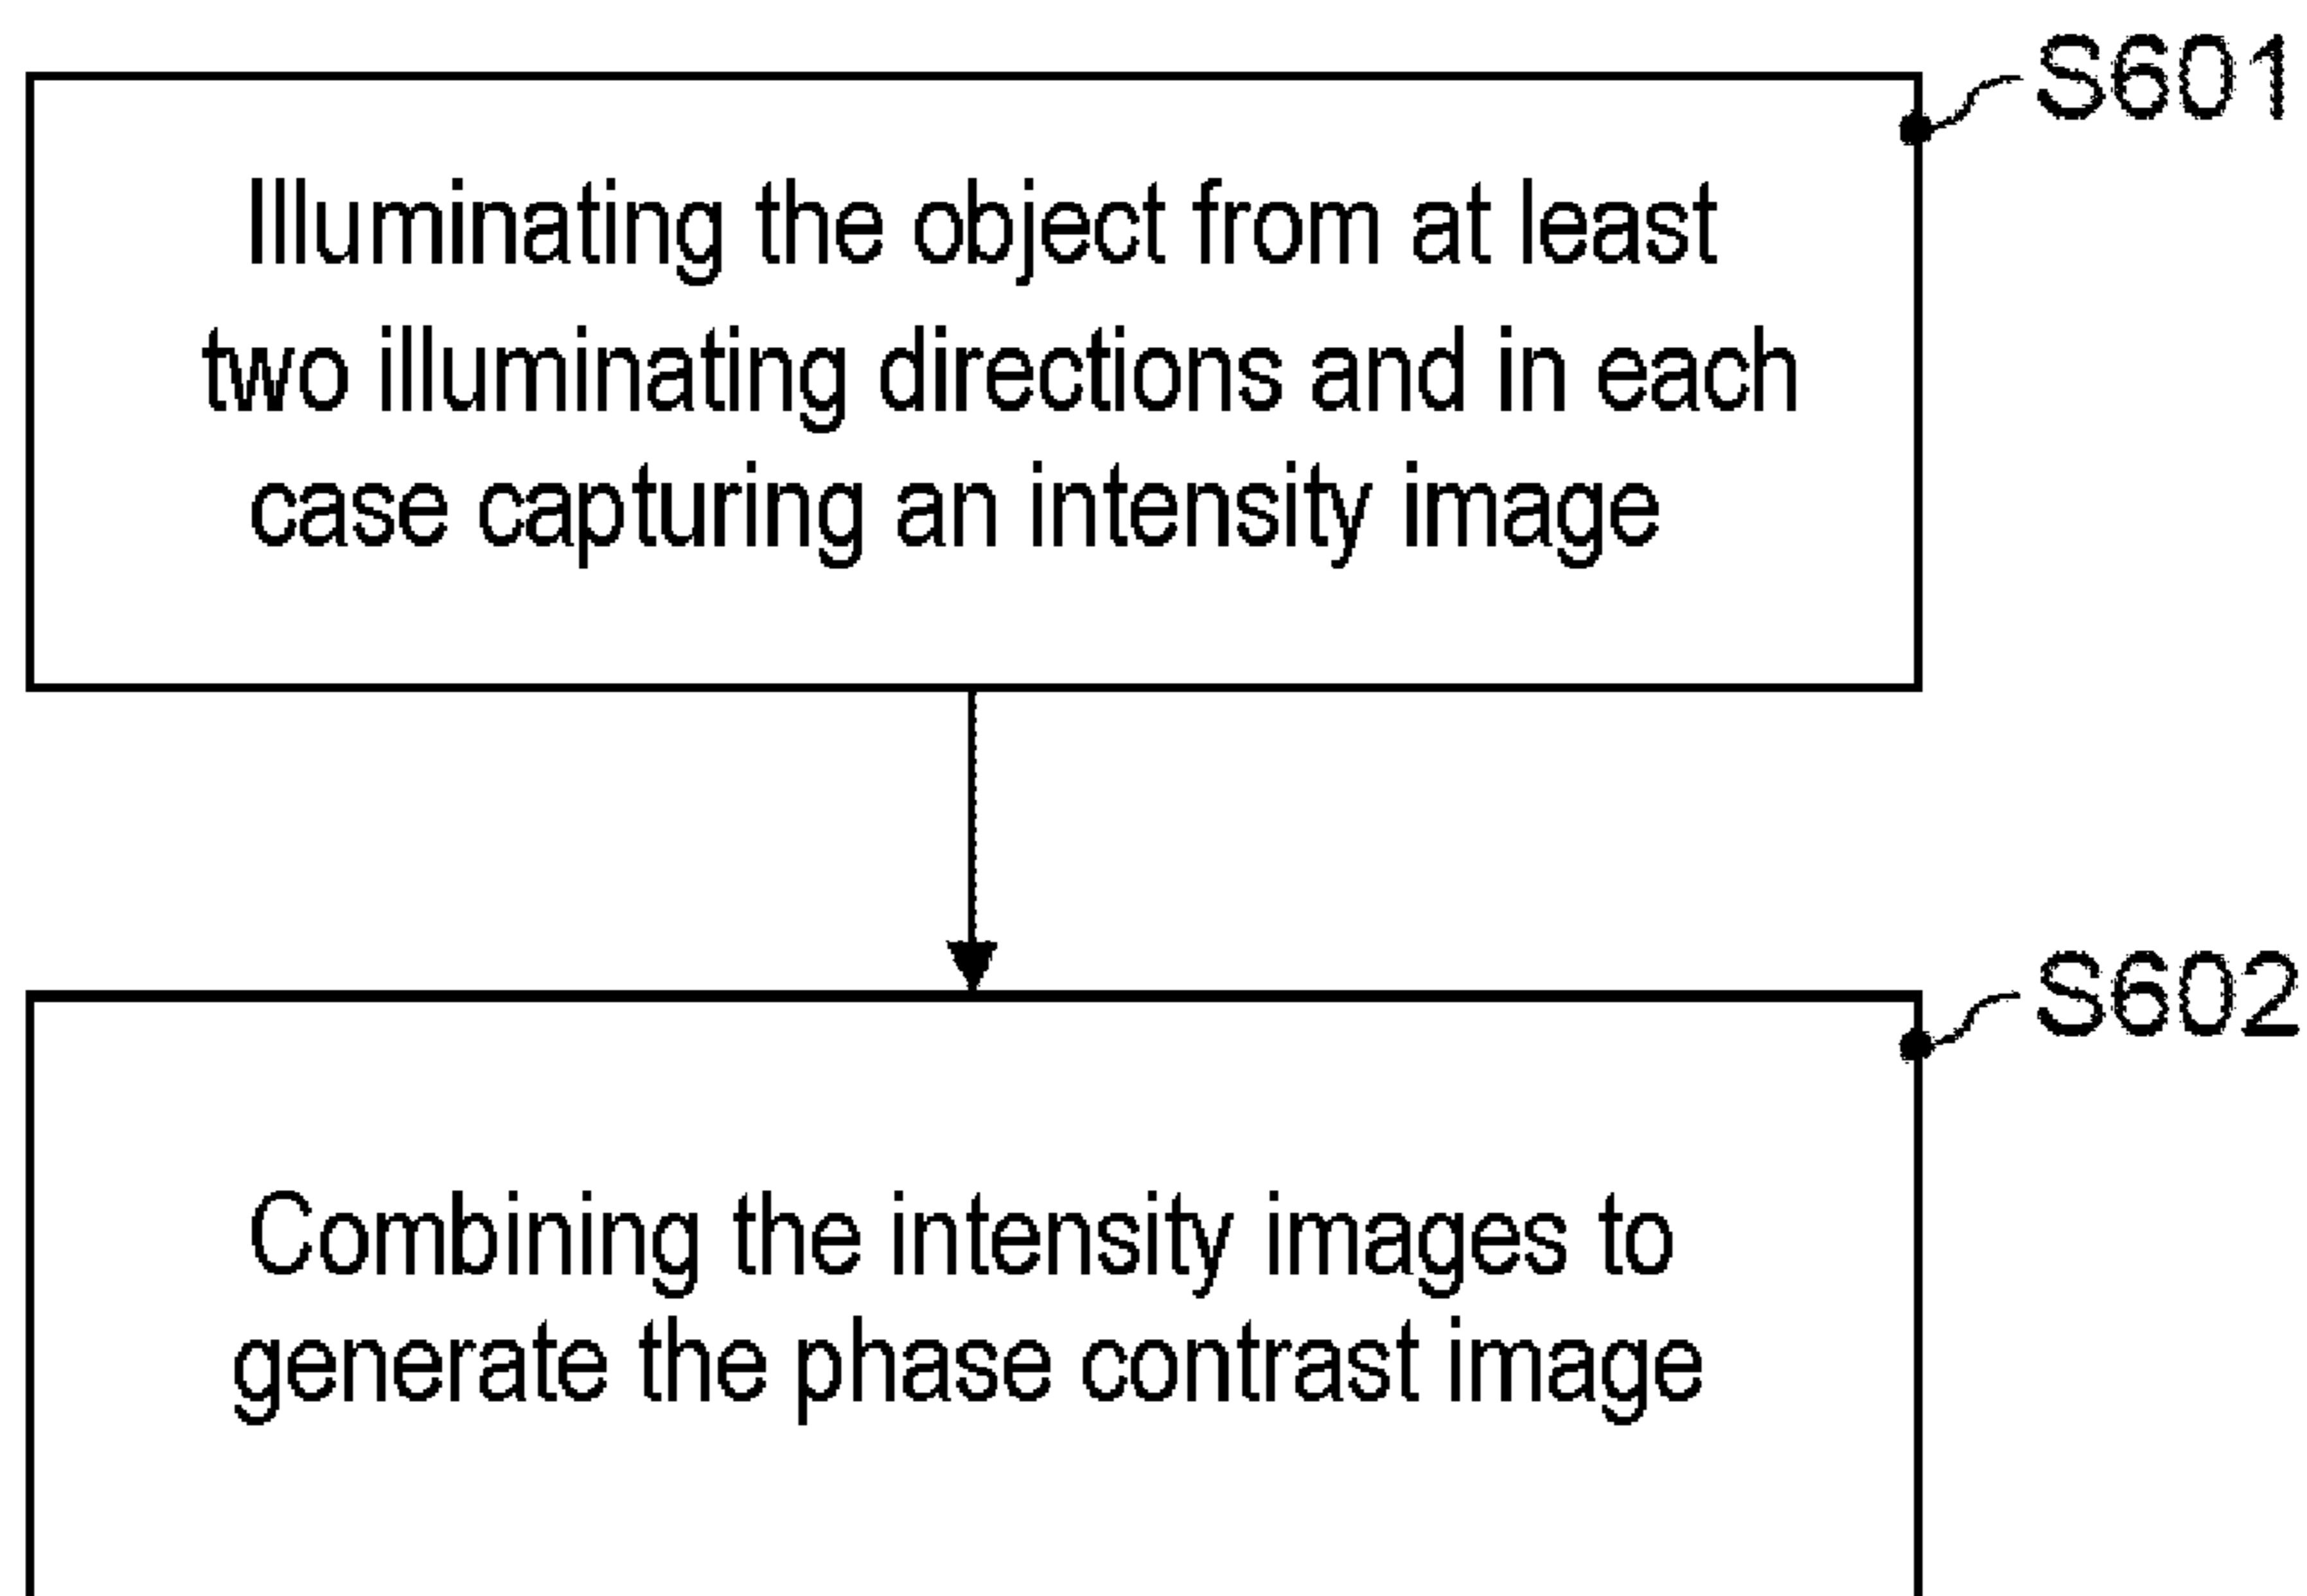 S601
Illuminating the object from at least
two illuminating directions and in each
case capturing an intensity image
S602
Combining the intensity images to
generate the phase contrast image